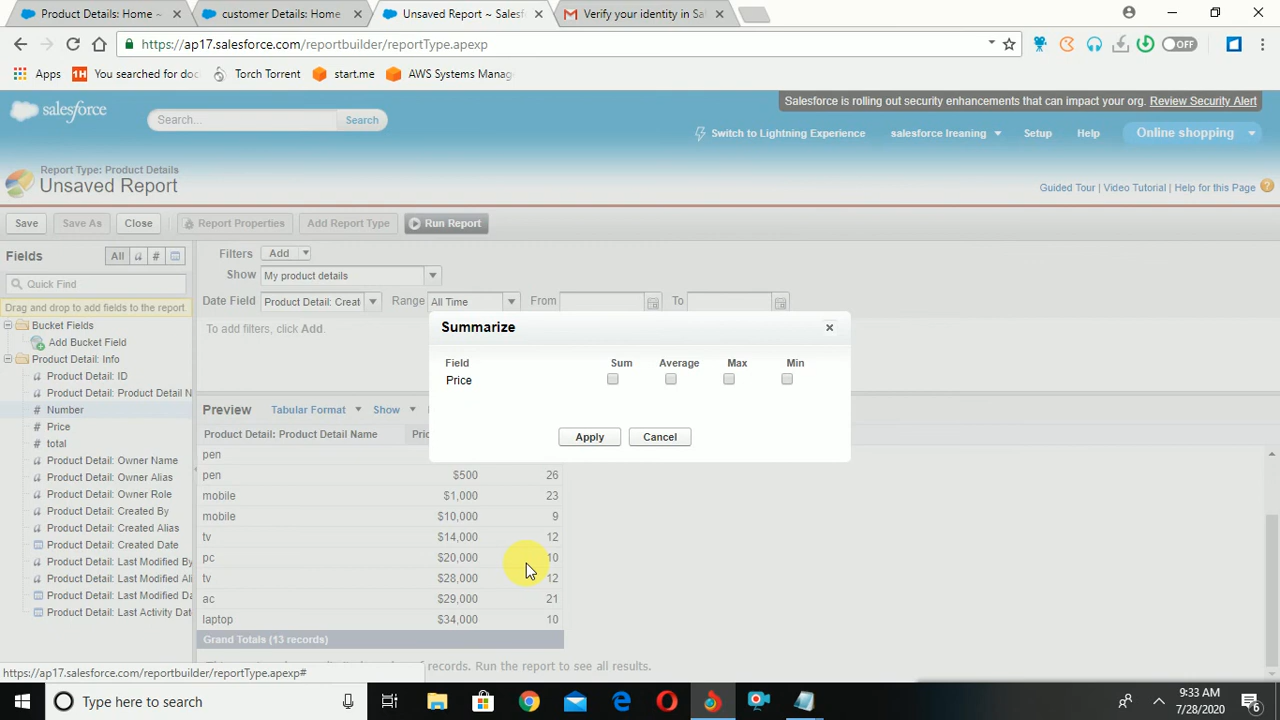 Product Details: Home ~
customer Details: Home
Unsaved Report ~ Salesf
Verify your identity in Sal
https://ap17.salesforce.com/reportbuilder/reportType.apexp
OFF
Apps
1H
You searched for doc
Torch Torrent
start.me
AWS Systems Manag
salesforce
Search...
Search
Salesforce is rolling out security enhancements that can impact your org. Review Security Alert
Switch to Lightning Experience
salesforce lreaning
Setup
Help
Online shopping
Report Type: Product Details
Unsaved Report
Guided Tour | Video Tutorial | Help for this Page
Save
Save As
Close
Report Properties
Add Report Type
Run Report
Fields
All
a
#
Quick Find
Drag and drop to add fields to the report.
Bucket Fields
Add Bucket Field
Product Detail: Info
a Product Detail: ID
a Product Detail: Product Detail N
# Number
# Price
# total
a Product Detail: Owner Name
a Product Detail: Owner Alias
a Product Detail: Owner Role
a Product Detail: Created By
a Product Detail: Created Alias
Product Detail: Created Date
a Product Detail: Last Modified By
a Product Detail: Last Modified Ali
Product Detail: Last Modified Da
Product Detail: Last Activity Dat
Filters
Add
Show
My product details
Date Field
Product Detail: Creat
Range
All Time
From
To
To add filters, click Add.
Summarize
Field Sum Average Max Min
Price
Apply
Cancel
Preview
Tabular Format
Show
Product Detail: Product Detail Name
Pric
pen
pen $500 26
mobile $1,000 23
mobile $10,000 9
tv $14,000 12
pc $20,000 10
tv $28,000 12
ac $29,000 21
laptop $34,000 10
Grand Totals (13 records)
of records. Run the report to see all results.
https://ap17.salesforce.com/reportbuilder/reportType.apexp#
Type here to search
9:33 AM
7/28/2020
6